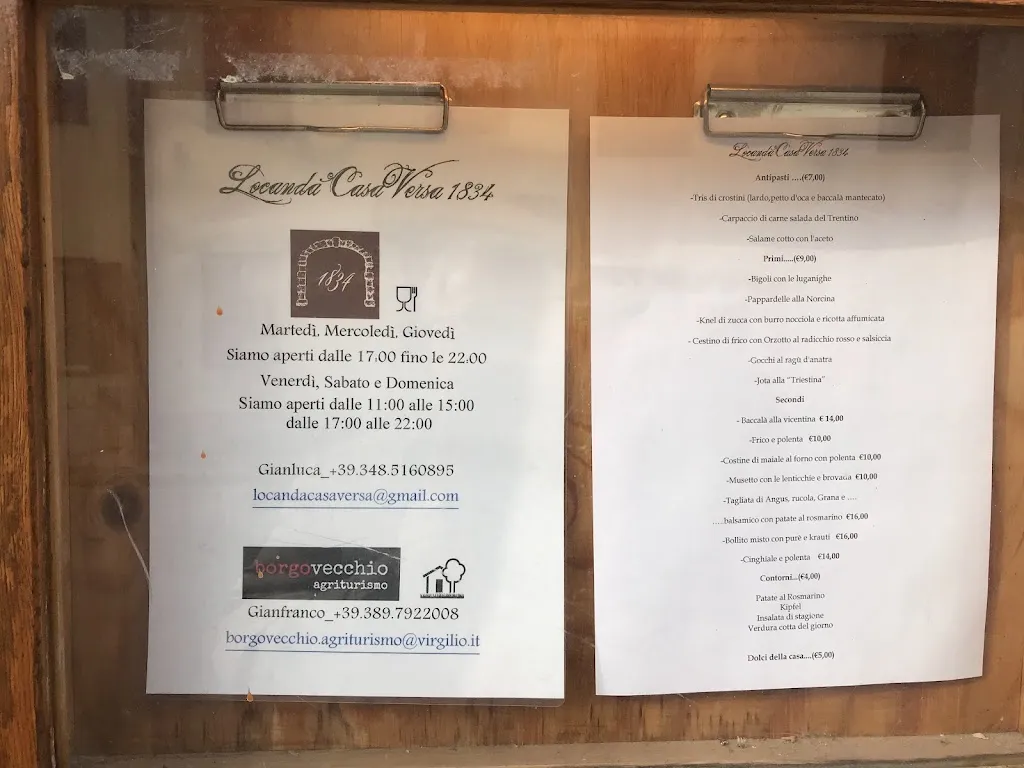 Locanda Casa Versa 1834
1834
Martedì, Mercoledì, Giovedì
Siamo aperti dalle 17.00 fino le 22.00
Venerdì, Sabato e Domenica
Siamo aperti dalle 11:00 alle 15:00
dalle 17:00 alle 22:00
Gianluca_+39.348.5160895
locandacasaversa@gmail.com
borgovecchio
agriturismo
Gianfranco_+39.389.7922008
borgovecchio.agriturismo@virgilio.it
Locanda Casa Versa 1834
Antipasti ....(€7,00)
-Tris di crostini (lardo,petto d'oca e baccalà mantecato)
-Carpaccio di carne salada del Trentino
-Salame cotto con l'aceto
Primi.....(€9,00)
-Bigoli con le luganighe
-Pappardelle alla Norcina
-Knel di zucca con burro nocciola e ricotta affumicata
- Cestino di frico con Orzotto al radicchio rosso e salsiccia
-Gocchi al ragù d'anatra
-Jota alla "Triestina"
Secondi
- Baccalà alla vicentina € 14,00
-Frico e polenta €10,00
-Costine di maiale al forno con polenta €10,00
-Musetto con le lenticchie e brovada €10,00
-Tagliata di Angus, rucola, Grana e ....
.....balsamico con patate al rosmarino €16,00
-Bollito misto con purè e krauti €16,00
-Cinghiale e polenta €14,00
Contorni...(€4,00)
Patate al Rosmarino
Kipfel
Insalata di stagione
Verdura cotta del giorno
Dolci della casa....(€5,00)